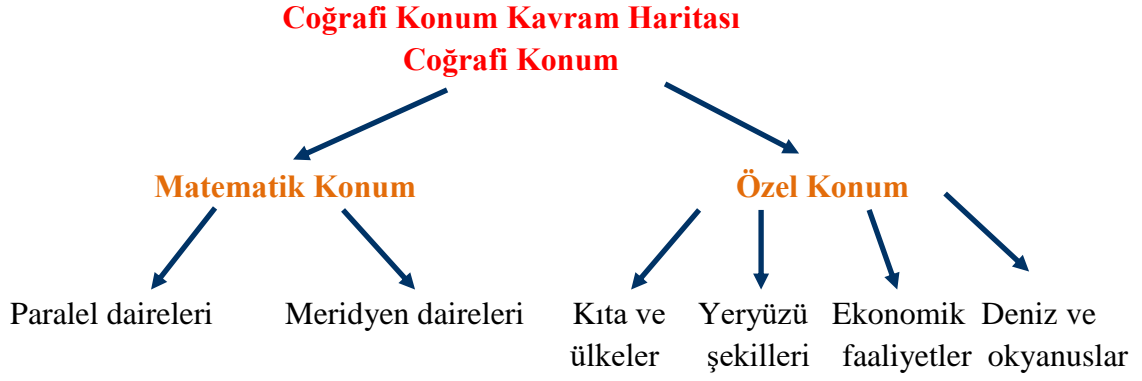 Coğrafi Konum Kavram Haritası
Coğrafi Konum
Matematik Konum
Özel Konum
Paralel daireleri
Meridyen daireleri
Kıta ve
ülkeler
Yeryüzü
şekilleri
Ekonomik
faaliyetler
Deniz ve
okyanuslar